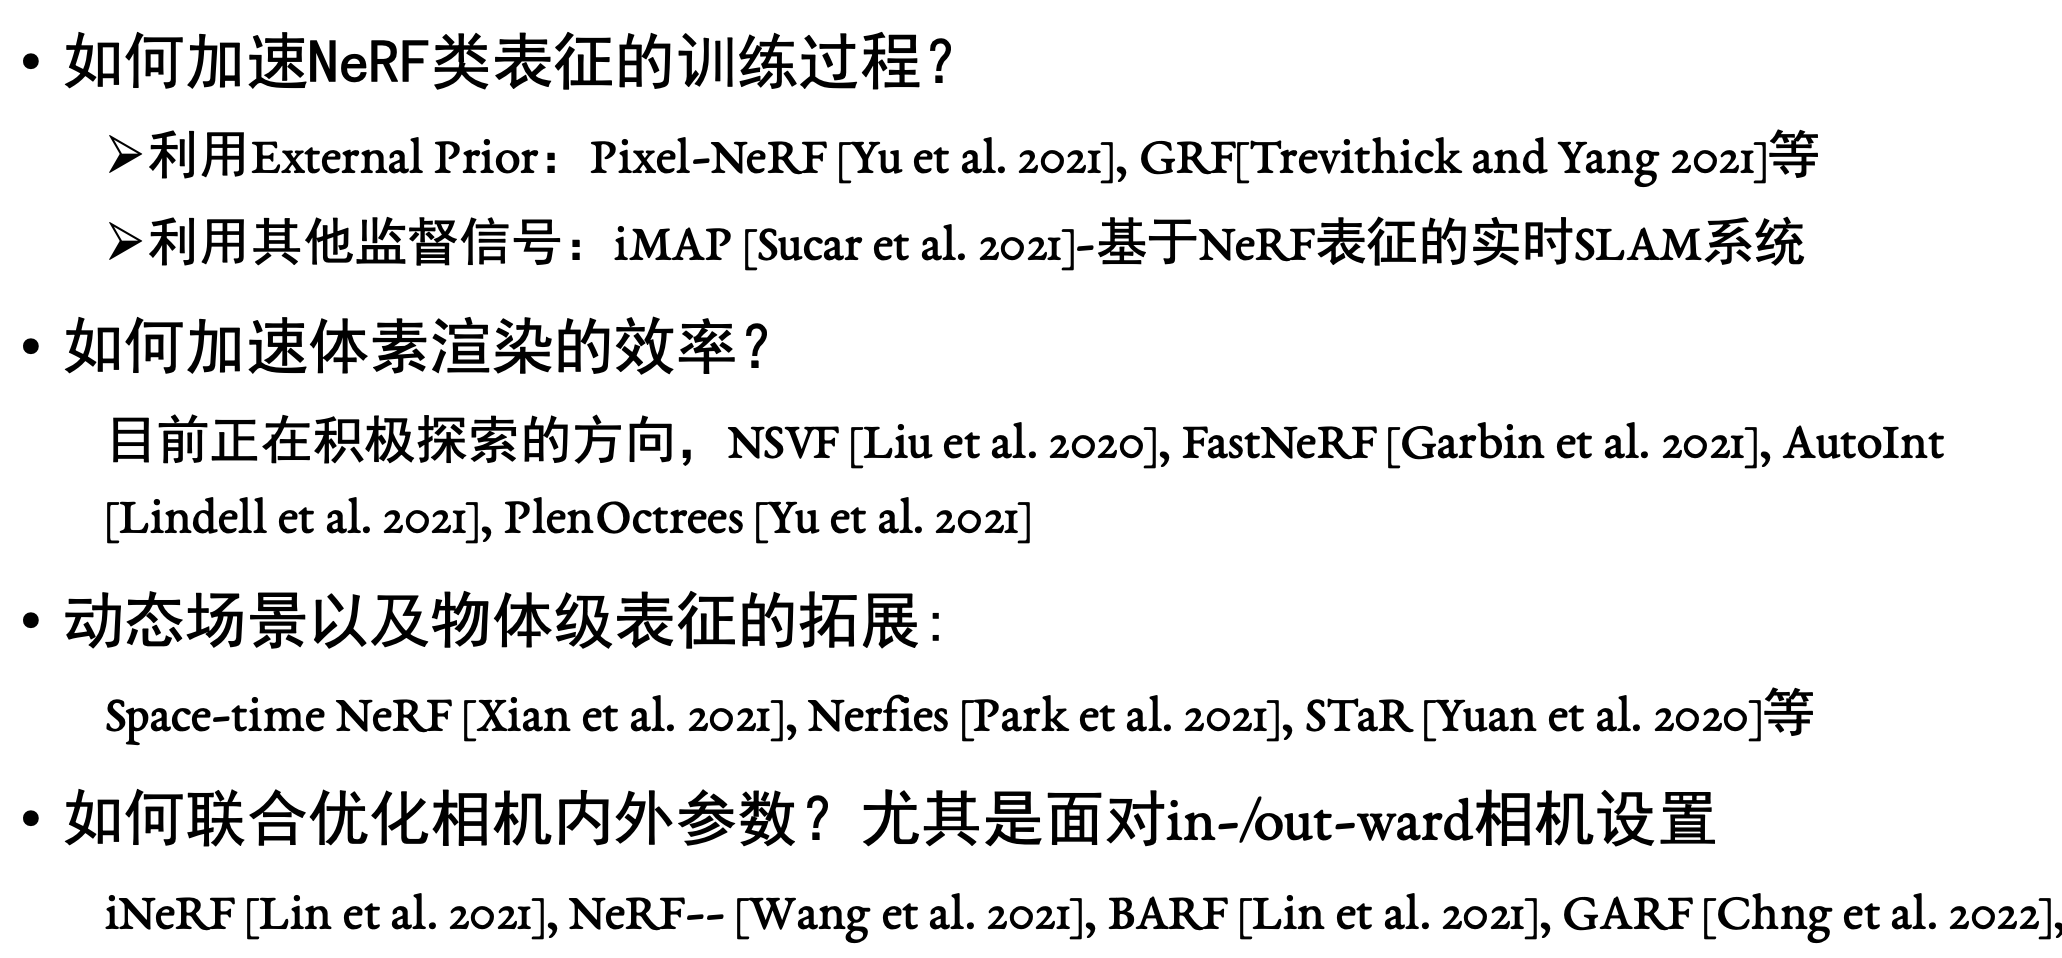 • 如何加速NeRF类表征的训练过程？
➢利用External Prior：Pixel-NeRF [Yu et al. 2021], GRF[Trevithick and Yang 2021]等
➢利用其他监督信号：iMAP [Sucar et al. 2021]-基于NeRF表征的实时SLAM系统
• 如何加速体素渲染的效率？
目前正在积极探索的方向，NSVF [Liu et al. 2020], FastNeRF [Garbin et al. 2021], AutoInt
[Lindell et al. 2021], PlenOctrees [Yu et al. 2021]
• 动态场景以及物体级表征的拓展：
Space-time NeRF [Xian et al. 2021], Nerfies [Park et al. 2021], STaR [Yuan et al. 2020]等
• 如何联合优化相机内外参数？尤其是面对in-/out-ward相机设置
iNeRF [Lin et al. 2021], NeRF-- [Wang et al. 2021], BARF [Lin et al. 2021], GARF [Chng et al. 2022],